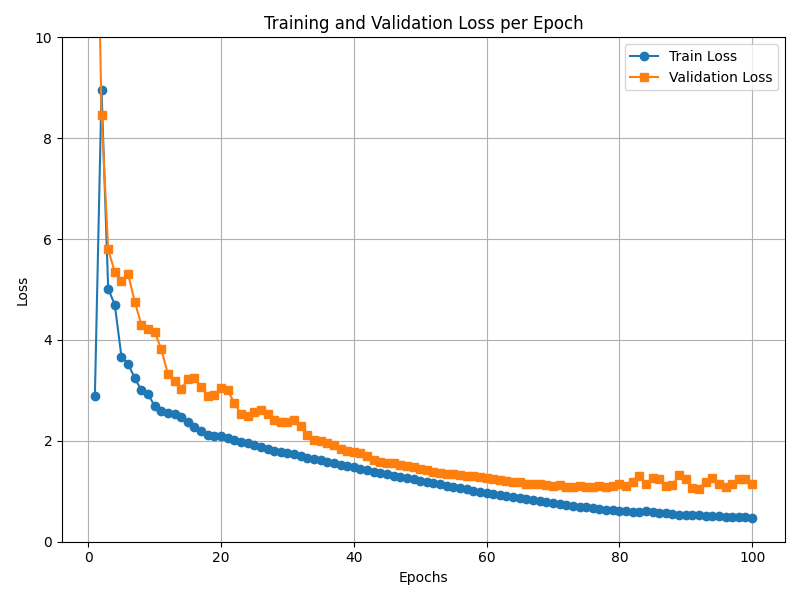 Training and Validation Loss per Epoch
Train Loss
Validation Loss
Loss
10
8
6
4
2
0
0 20 40 60 80 100
Epochs